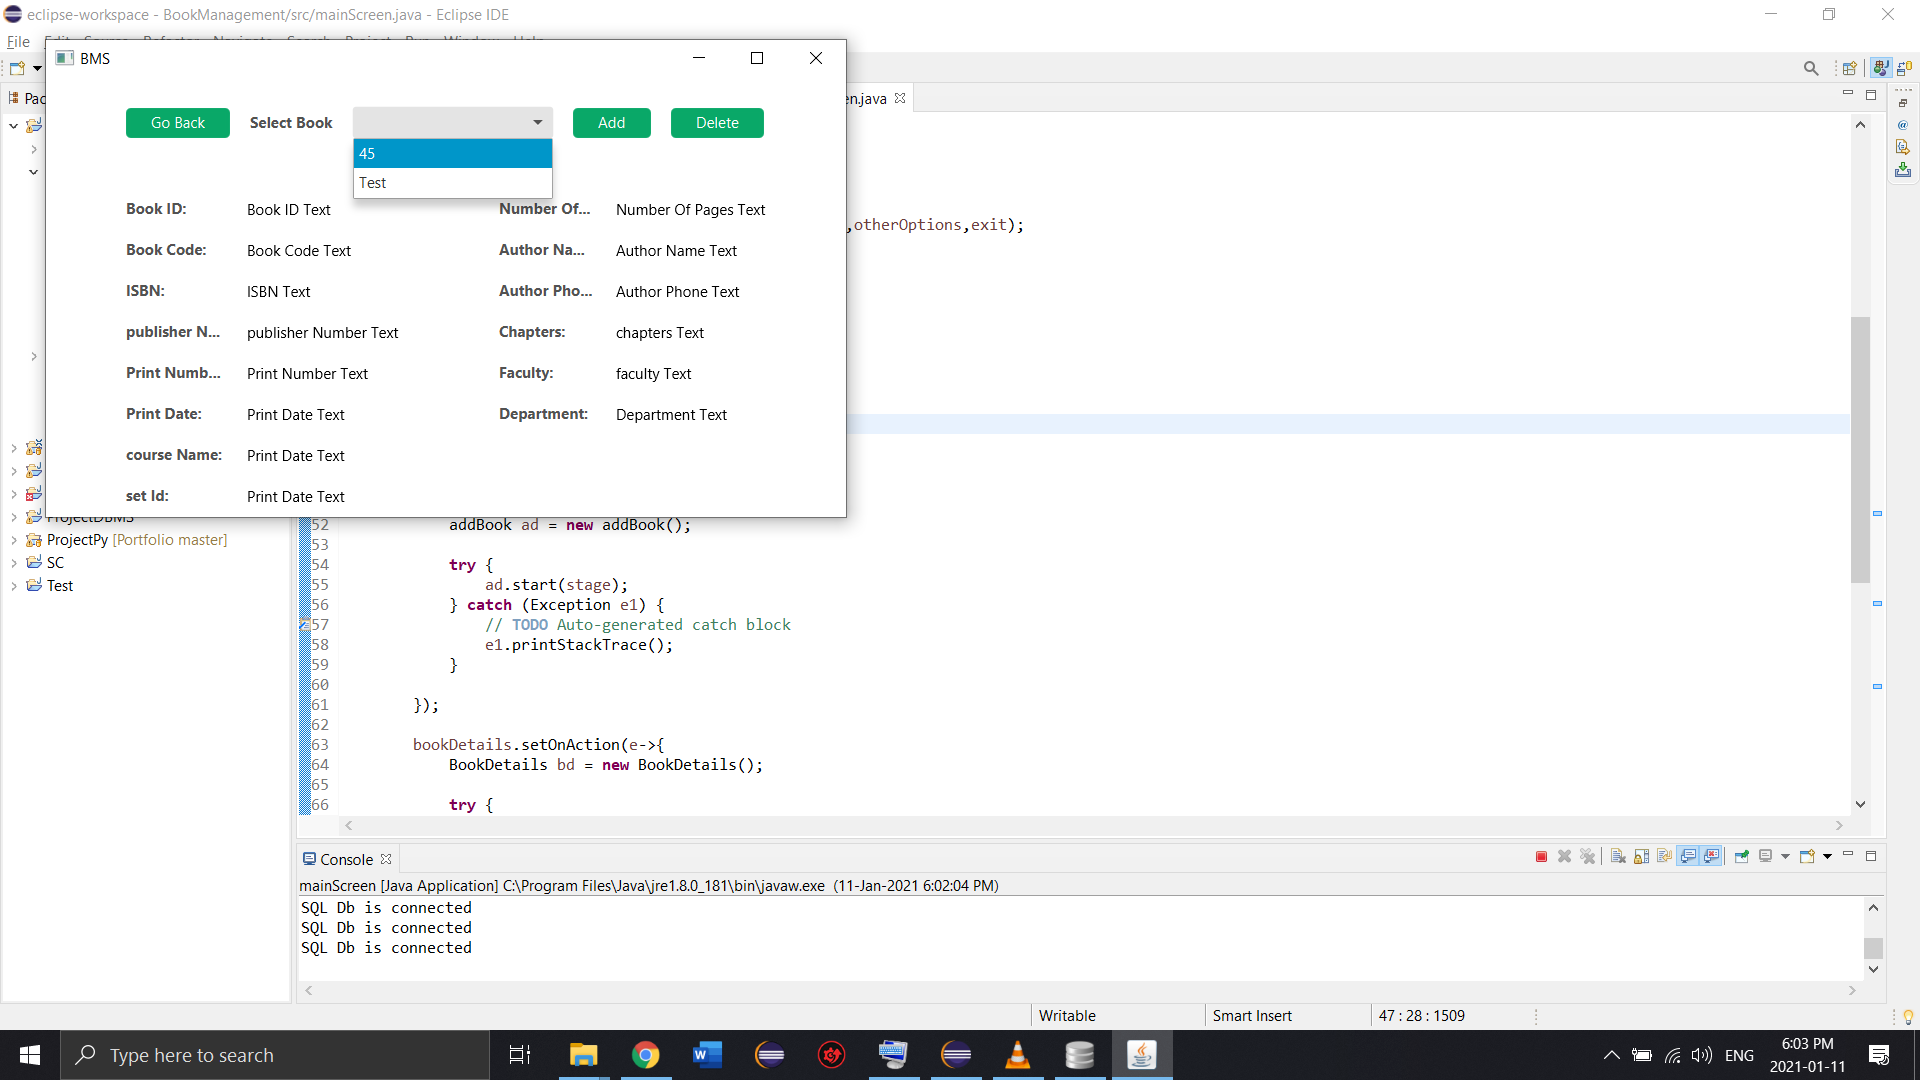 eclipse-workspace - BookManagement/src/mainScreen.java - Eclipse IDE
File
BMS
Pac
en.java
Go Back
Select Book
Add
Delete
45
Test
Book ID:
Book ID Text
Number Of...
Number Of Pages Text
Book Code:
Book Code Text
Author Na...
Author Name Text
ISBN:
ISBN Text
Author Pho...
Author Phone Text
publisher N...
publisher Number Text
Chapters:
chapters Text
Print Numb...
Print Number Text
Faculty:
faculty Text
Print Date:
Print Date Text
Department:
Department Text
course Name:
Print Date Text
set Id:
Print Date Text
,otherOptions,exit);
ProjectDBMS
ProjectPy [Portfolio master]
SC
Test
52 addBook ad = new addBook();
53
54 try {
55 ad.start(stage);
56 } catch (Exception e1) {
57 // TODO Auto-generated catch block
58 e1.printStackTrace();
59 }
60
61 });
62
63 bookDetails.setOnAction(e->{
64 BookDetails bd = new BookDetails();
65
66 try {
Console
mainScreen [Java Application] C:\Program Files\Java\jre1.8.0_181\bin\javaw.exe (11-Jan-2021 6:02:04 PM)
SQL Db is connected
SQL Db is connected
SQL Db is connected
Writable
Smart Insert
47 : 28 : 1509
Type here to search
ENG
6:03 PM
2021-01-11